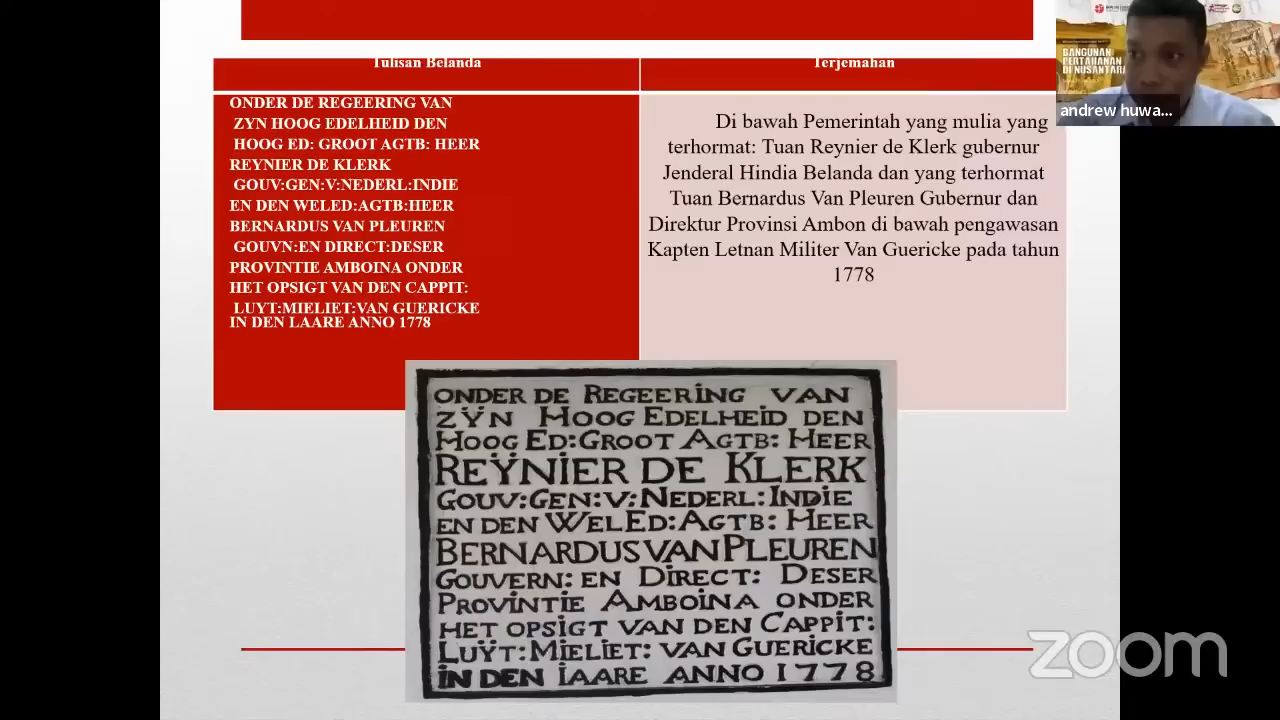 Tulisan Belanda
Terjemahan
ONDER DE REGEERING VAN
ZYN HOOG EDELHEID DEN
HOOG ED: GROOT AGTB: HEER
REYNIER DE KLERK
GOUV:GEN:V:NEDERL:INDIE
EN DEN WELED:AGTB:HEER
BERNARDUS VAN PLEUREN
GOUVN:EN DIRECT:DESER
PROVINTIE AMBOINA ONDER
HET OPSIGT VAN DEN CAPPIT:
LUYT:MIELIET:VAN GUERICKE
IN DEN LAARE ANNO 1778
Di bawah Pemerintah yang mulia yang
terhormat: Tuan Reynier de Klerk gubernur
Jenderal Hindia Belanda dan yang terhormat
Tuan Bernardus Van Pleuren Gubernur dan
Direktur Provinsi Ambon di bawah pengawasan
Kapten Letnan Militer Van Guericke pada tahun
1778
ONDER DE REGEERING VAN
ZŸN HOOG EDELHEID DEN
HOOG ED:GROOT AGTB: HEER
REŸNIER DE KLERK
GOUV:GEN:V:NEDERL:INDIE
EN DEN WELED:AGTB: HEER
BERNARDUS VAN PLEUREN
GOUVERN: EN DIRECT: DESER
PROVINTIE AMBOINA ONDER
HET OPSIGT VAN DEN CAPPIT:
LUŸT:MIELIET: VAN GUERICKE
IN DEN IAARE ANNO 1778
BANGUNAN
PERTAHANAN
DI NUSANTARA
andrew huwa...
zoom